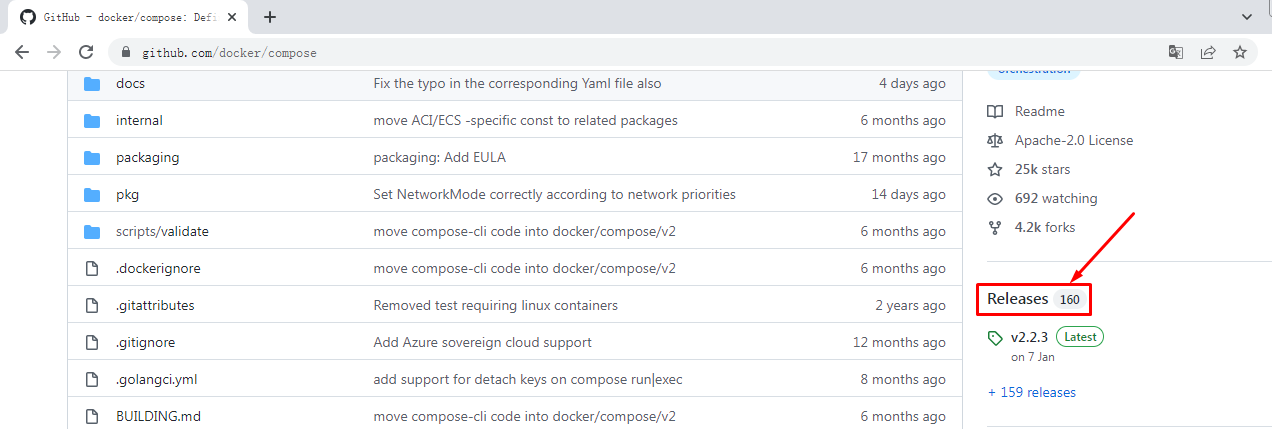 GitHub - docker/compose: Defi
github.com/docker/compose
docs Fix the typo in the corresponding Yaml file also 4 days ago
internal move ACI/ECS -specific const to related packages 6 months ago
packaging packaging: Add EULA 17 months ago
pkg Set NetworkMode correctly according to network priorities 14 days ago
scripts/validate move compose-cli code into docker/compose/v2 6 months ago
.dockerignore move compose-cli code into docker/compose/v2 6 months ago
.gitattributes Removed test requiring linux containers 2 years ago
.gitignore Add Azure sovereign cloud support 12 months ago
.golangci.yml add support for detach keys on compose run|exec 8 months ago
BUILDING.md move compose-cli code into docker/compose/v2 6 months ago
orchestration
Readme
Apache-2.0 License
25k stars
692 watching
4.2k forks
Releases 160
v2.2.3 Latest
on 7 Jan
+ 159 releases